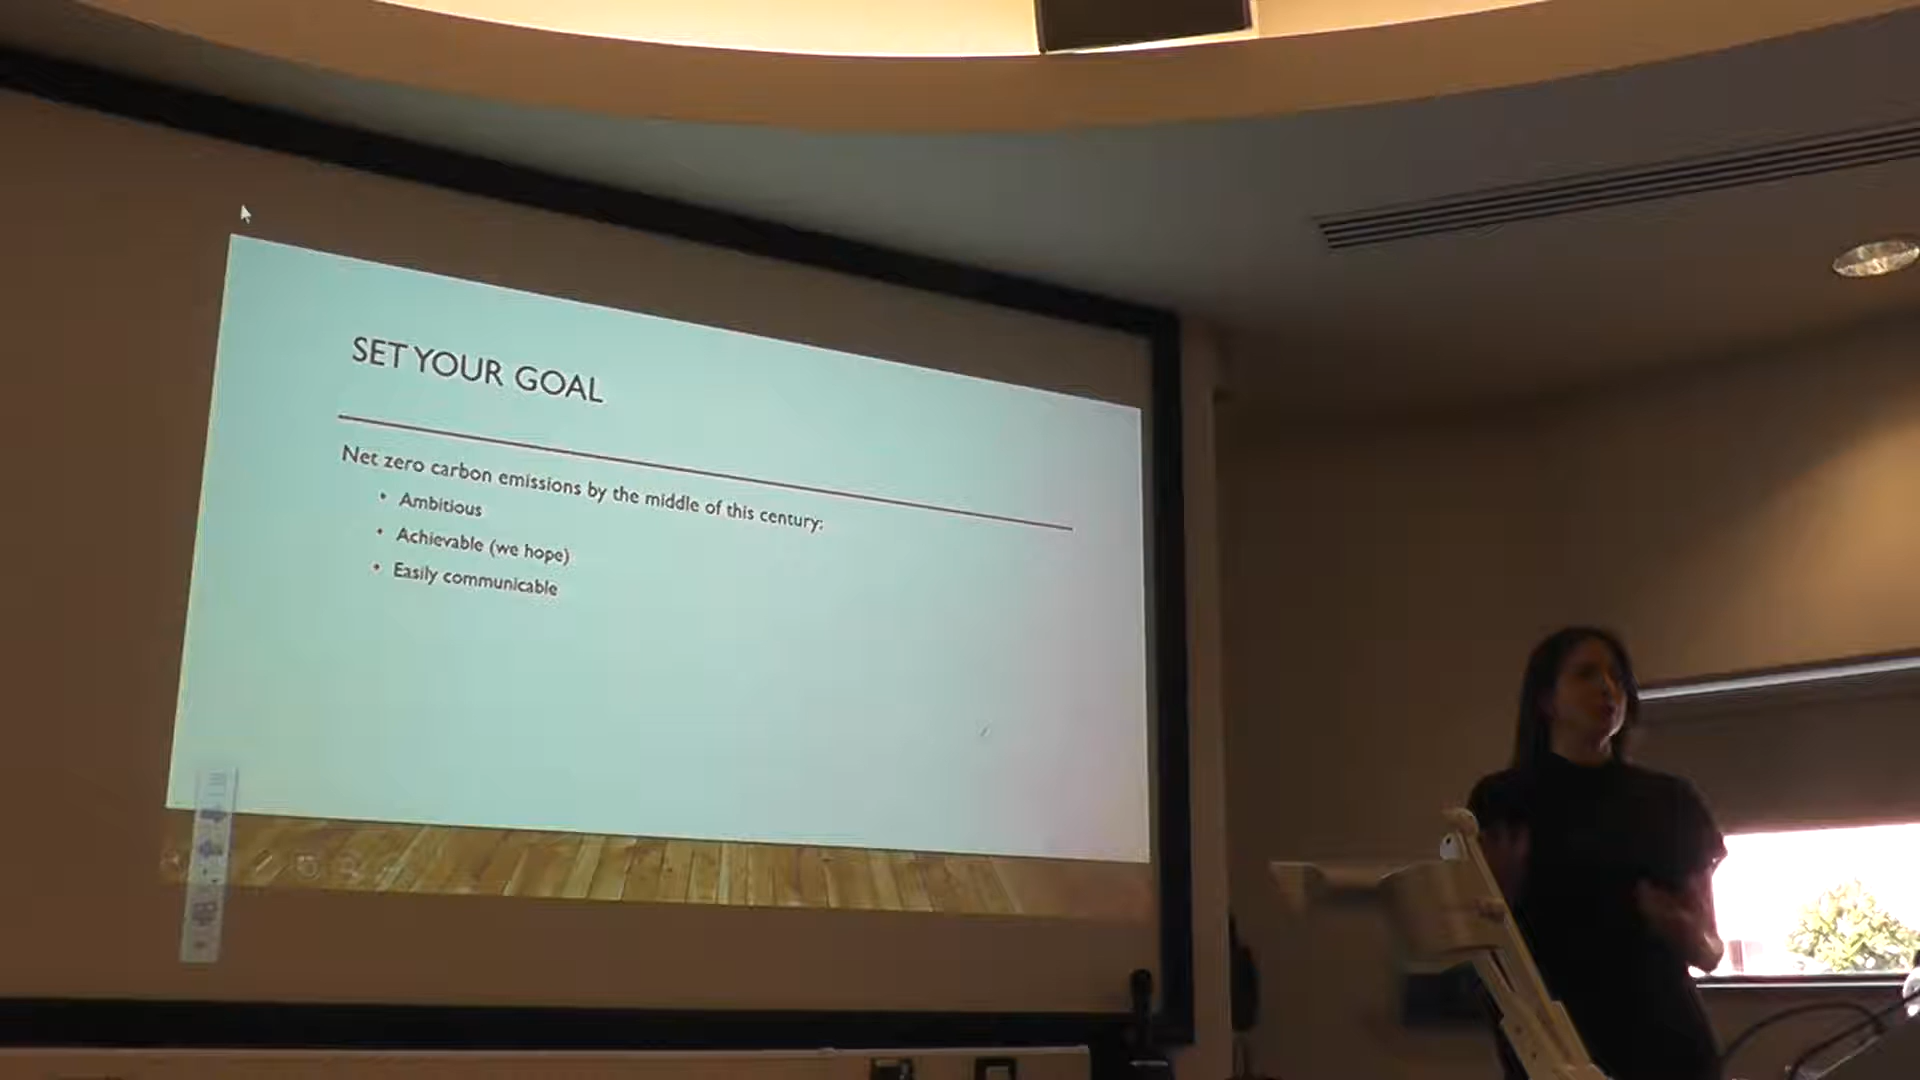 SET YOUR GOAL
Net zero carbon emissions by the middle of this century:
• Ambitious
• Achievable (we hope)
• Easily communicable